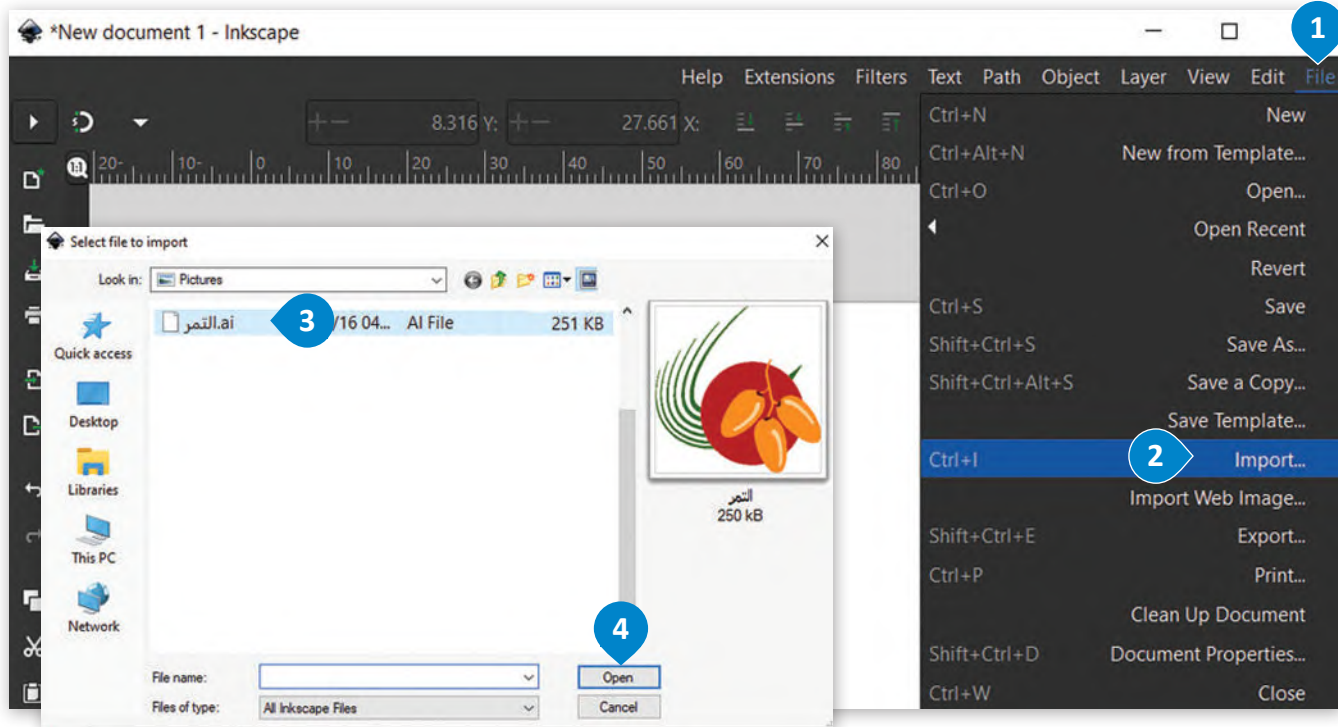 *New document 1 - Inkscape
1
Help Extensions Filters Text Path Object Layer View Edit File
8.316 Y: 27.661 X:
20- 10- 0 10 20 30 40 50 60 70 80
1:1
Ctrl+N New
Ctrl+Alt+N New from Template...
Ctrl+O Open...
Open Recent
Revert
Ctrl+S Save
Shift+Ctrl+S Save As...
Shift+Ctrl+Alt+S Save a Copy...
Save Template...
Ctrl+I 2 Import...
Import Web Image...
Shift+Ctrl+E Export...
Ctrl+P Print...
Clean Up Document
Shift+Ctrl+D Document Properties...
Ctrl+W Close
Select file to import
Look in: Pictures
التمر.ai 3 /16 04... AI File 251 KB
Quick access
Desktop
Libraries
This PC
Network
التمر
250 kB
4
File name: Open
Files of type: All Inkscape Files Cancel